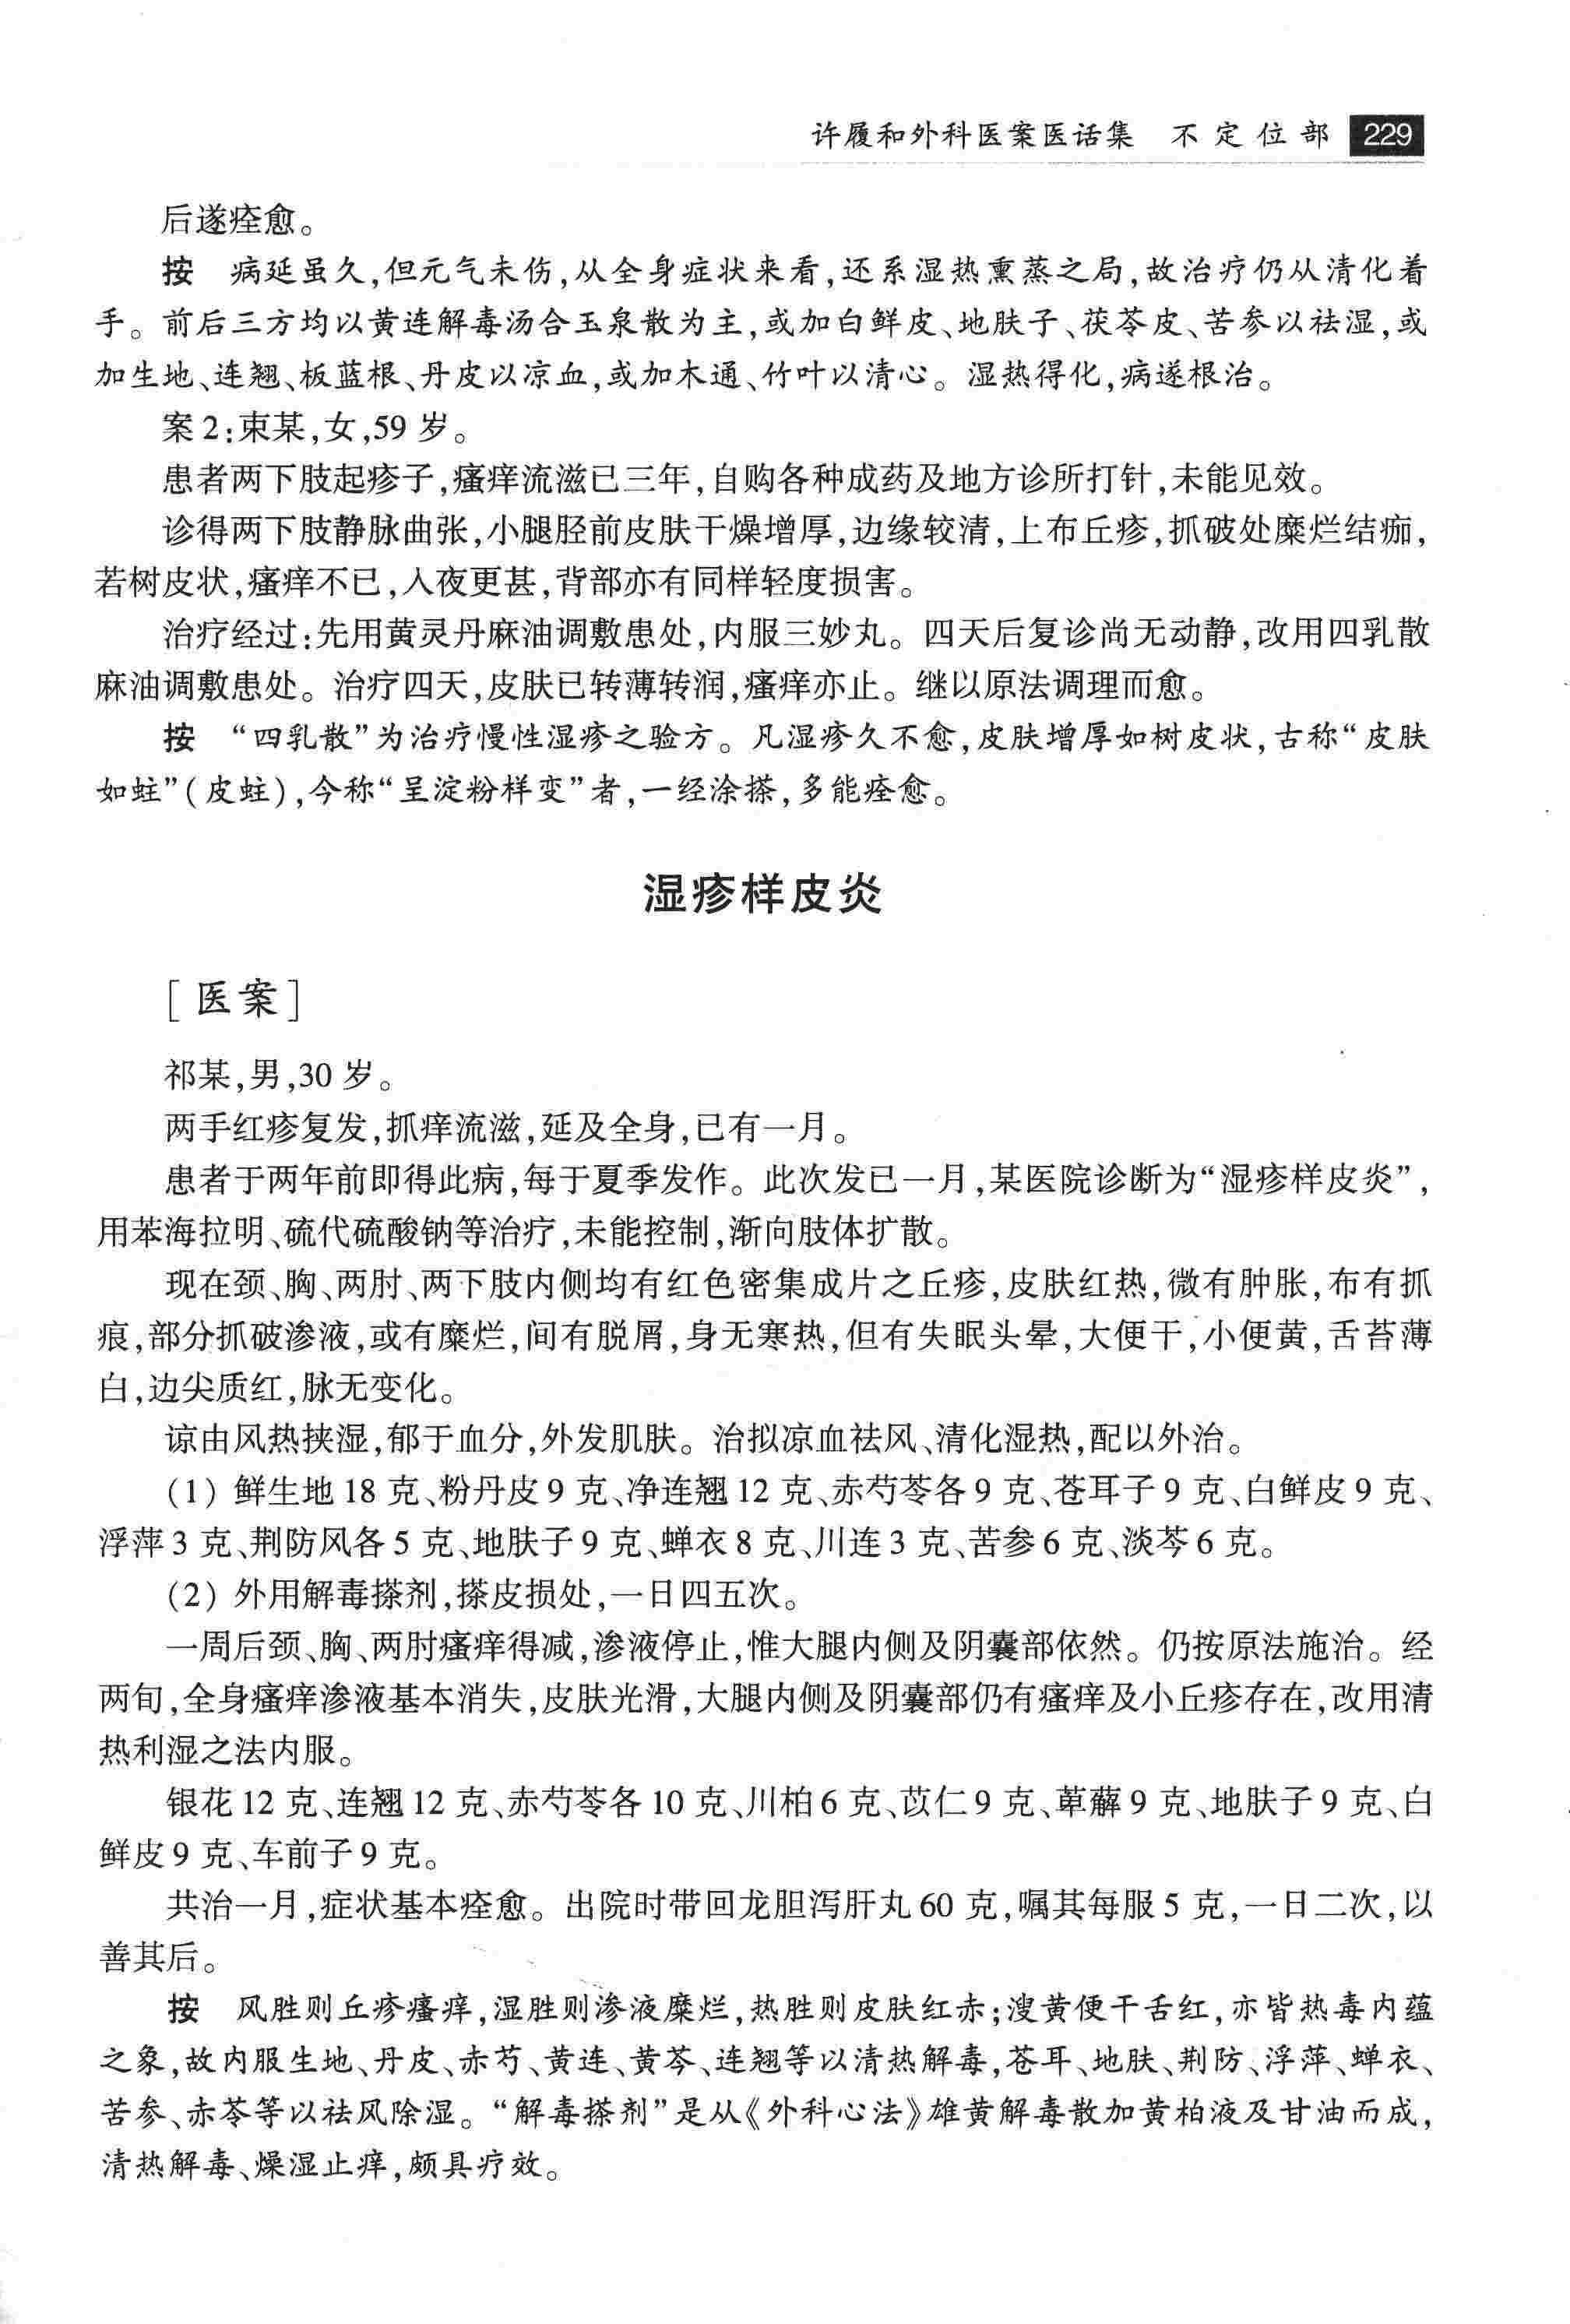 许履和外科医案医话集 不定位部 229
后遂痊愈。
按 病延虽久,但元气未伤,从全身症状来看,还系湿热熏蒸之局,故治疗仍从清化着
手。前后三方均以黄连解毒汤合玉泉散为主,或加白鲜皮、地肤子、茯苓皮、苦参以祛湿,或
加生地、连翘、板蓝根、丹皮以凉血,或加木通、竹叶以清心。湿热得化,病遂根治。
案2:束某,女,59岁。
患者两下肢起疹子,瘙痒流滋已三年,自购各种成药及地方诊所打针,未能见效。
诊得两下肢静脉曲张,小腿胫前皮肤干燥增厚,边缘较清,上布丘疹,抓破处糜烂结痂,
若树皮状,瘙痒不已,入夜更甚,背部亦有同样轻度损害。
治疗经过:先用黄灵丹麻油调敷患处,内服三妙丸。四天后复诊尚无动静,改用四乳散
麻油调敷患处。治疗四天,皮肤已转薄转润,瘙痒亦止。继以原法调理而愈。
按 “四乳散”为治疗慢性湿疹之验方。凡湿疹久不愈,皮肤增厚如树皮状,古称“皮肤
如蛀”(皮蛀),今称“呈淀粉样变”者,一经涂搽,多能痊愈。
湿疹样皮炎
[医案]
祁某,男,30岁。
两手红疹复发,抓痒流滋,延及全身,已有一月。
患者于两年前即得此病,每于夏季发作。此次发已一月,某医院诊断为“湿疹样皮炎”,
用苯海拉明、硫代硫酸钠等治疗,未能控制,渐向肢体扩散。
现在颈、胸、两肘、两下肢内侧均有红色密集成片之丘疹,皮肤红热,微有肿胀,布有抓
痕,部分抓破渗液,或有糜烂,间有脱屑,身无寒热,但有失眠头晕,大便干,小便黄,舌苔薄
白,边尖质红,脉无变化。
谅由风热挟湿,郁于血分,外发肌肤。治拟凉血祛风、清化湿热,配以外治。
(1) 鲜生地18克、粉丹皮9克、净连翘12克、赤芍苓各9克、苍耳子9克、白鲜皮9克、
浮萍3克、荆防风各5克、地肤子9克、蝉衣8克、川连3克、苦参6克、淡芩6克。
(2) 外用解毒搽剂,搽皮损处,一日四五次。
一周后颈、胸、两肘瘙痒得减,渗液停止,惟大腿内侧及阴囊部依然。仍按原法施治。经
两旬,全身瘙痒渗液基本消失,皮肤光滑,大腿内侧及阴囊部仍有瘙痒及小丘疹存在,改用清
热利湿之法内服。
银花12克、连翘12克、赤芍苓各10克、川柏6克、苡仁9克、萆薢9克、地肤子9克、白
鲜皮9克、车前子9克。
共治一月,症状基本痊愈。出院时带回龙胆泻肝丸60克,嘱其每服5克,一日二次,以
善其后。
按 风胜则丘疹瘙痒,湿胜则渗液糜烂,热胜则皮肤红赤;溲黄便干舌红,亦皆热毒内蕴
之象,故内服生地、丹皮、赤芍、黄连、黄芩、连翘等以清热解毒,苍耳、地肤、荆防、浮萍、蝉衣、
苦参、赤苓等以祛风除湿。“解毒搽剂”是从《外科心法》雄黄解毒散加黄柏液及甘油而成,
清热解毒、燥湿止痒,颇具疗效。